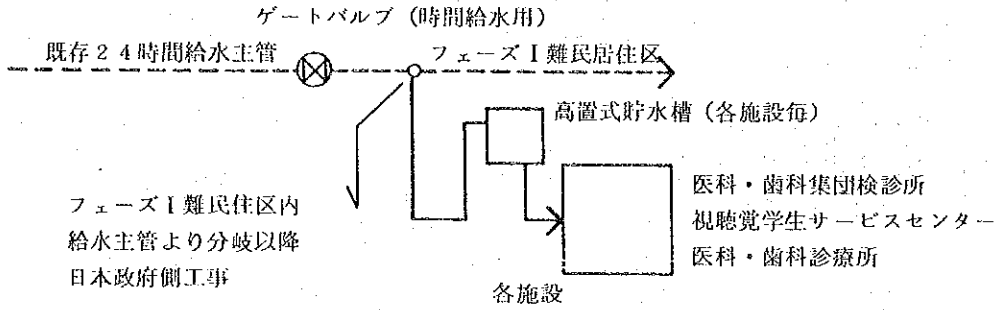 ゲートバルブ (時間給水用)
既存24時間給水主管
フェーズI難民居住区
高置式貯水槽 (各施設毎)
フェーズI難民住区内
給水主管より分岐以降
日本政府側工事
医科・歯科集団検診所
視聴覚学生サービスセンター
医科・歯科診療所
各施設